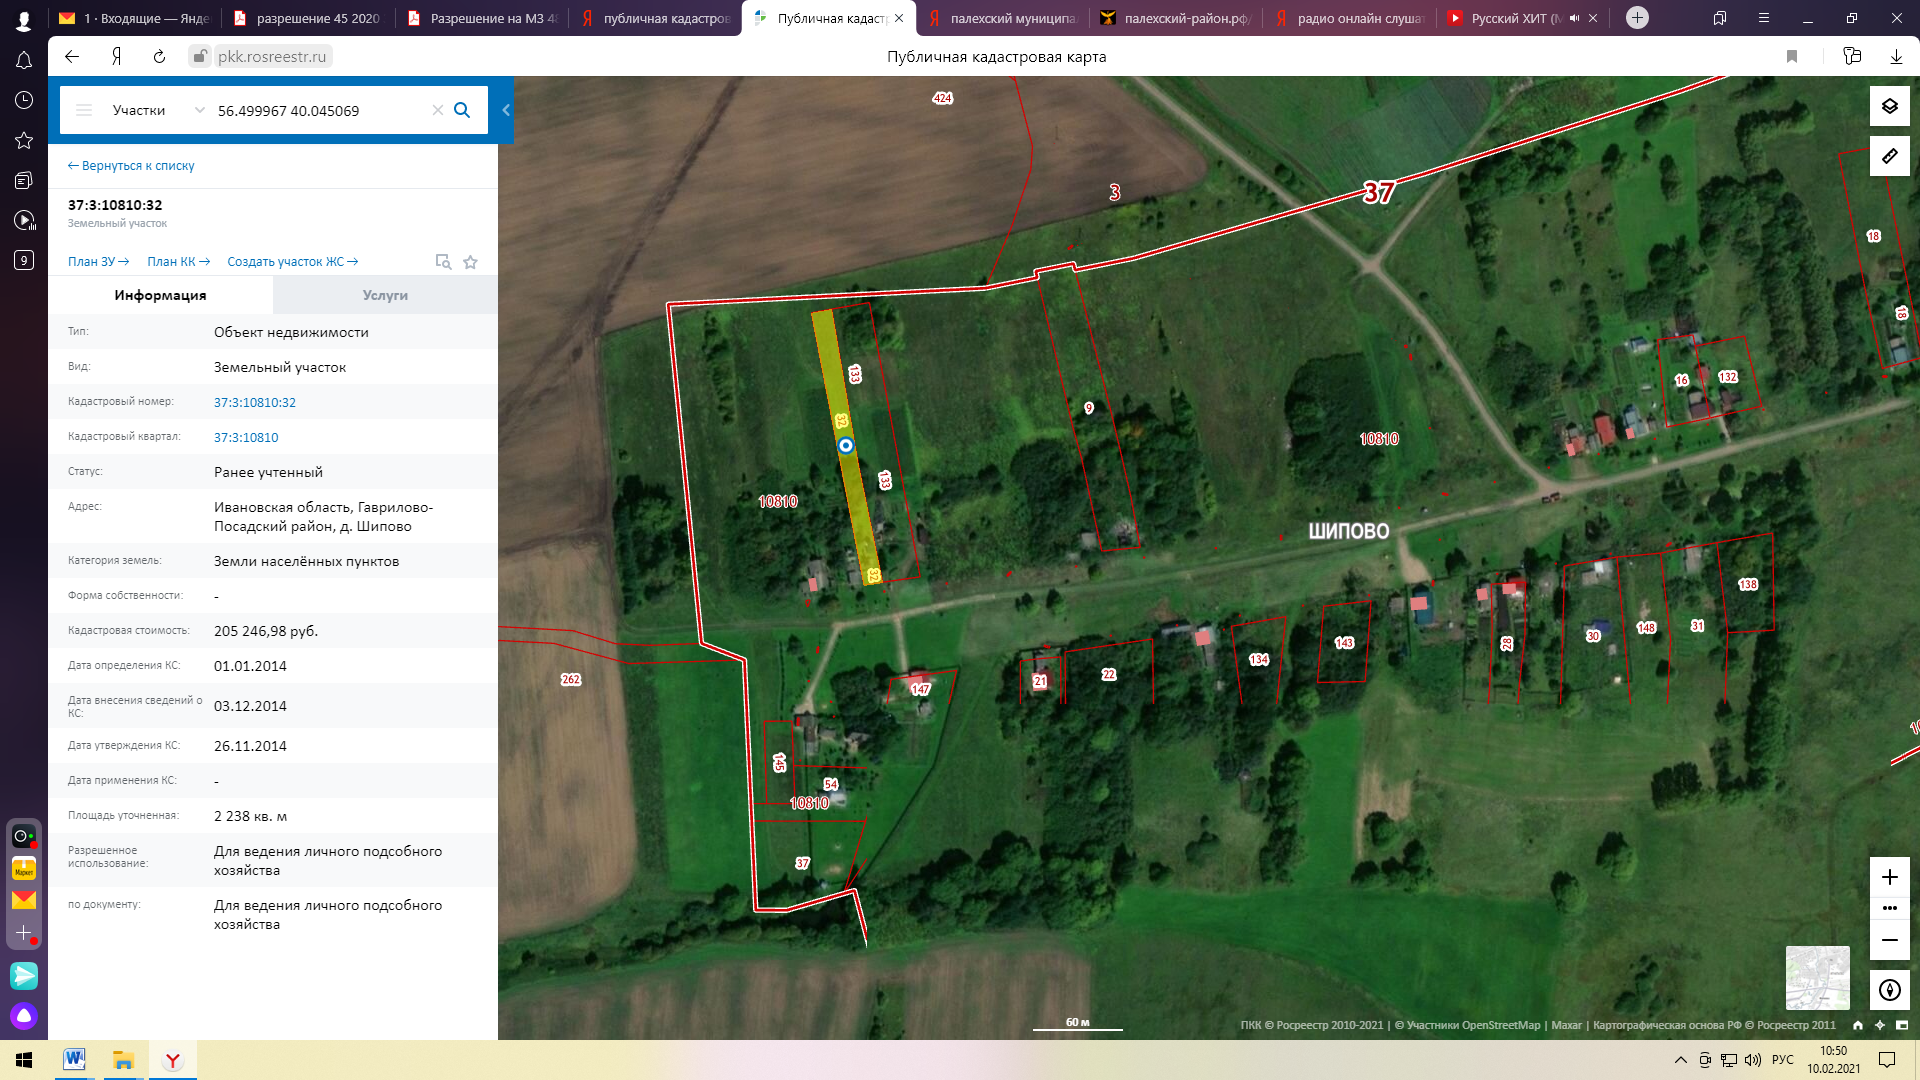 1 · Входящие — Янде
разрешение 45 2020
Разрешение на МЗ 48
публичная кадастров
Публичная кадаст
палехский муниципа
палехский-район.рф/
радио онлайн слушат
Русский ХИТ (М
pkk.rosreestr.ru
Публичная кадастровая карта
Участки
56.499967 40.045069
← Вернуться к списку
37:3:10810:32
Земельный участок
План ЗУ →
План КК →
Создать участок ЖС →
Информация
Услуги
Тип:
Объект недвижимости
Вид:
Земельный участок
Кадастровый номер:
37:3:10810:32
Кадастровый квартал:
37:3:10810
Статус:
Ранее учтенный
Адрес:
Ивановская область, Гаврилово-
Посадский район, д. Шипово
Категория земель:
Земли населённых пунктов
Форма собственности:
-
Кадастровая стоимость:
205 246,98 руб.
Дата определения КС:
01.01.2014
Дата внесения сведений о
КС:
03.12.2014
Дата утверждения КС:
26.11.2014
Дата применения КС:
-
Площадь уточненная:
2 238 кв. м
Разрешенное
использование:
Для ведения личного подсобного
хозяйства
по документу:
Для ведения личного подсобного
хозяйства
9
Маркет
424
3
37
18
18
133
32
9
16
132
10810
133
10810
ШИПОВО
32
138
143
28
30
148
31
134
262
147
21
22
145
54
10810
37
60 м
ПКК © Росреестр 2010-2021 | © Участники OpenStreetMap | Maxar | Картографическая основа РФ © Росреестр 2011
РУС
10:50
10.02.2021